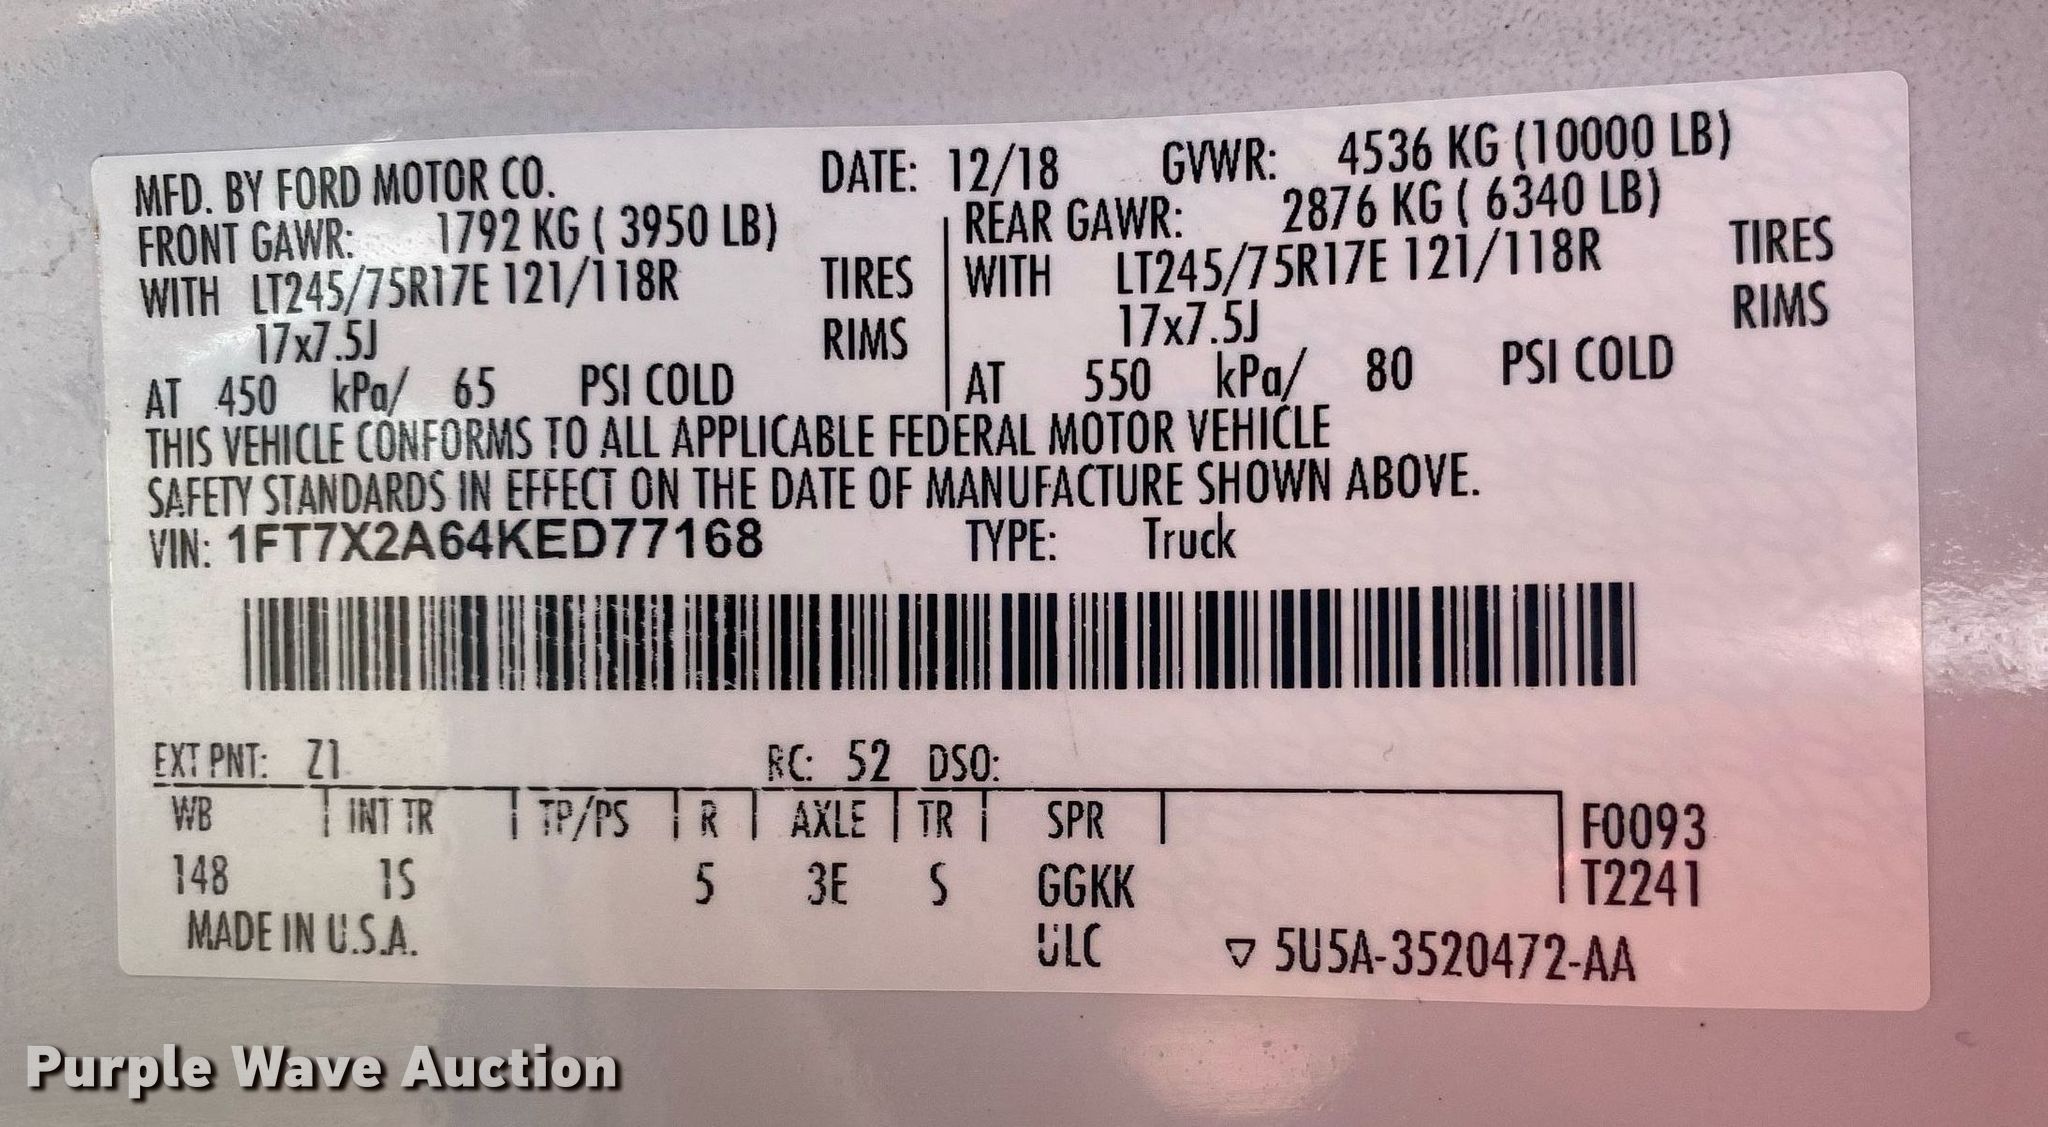 MFD. BY FORD MOTOR CO. DATE: 12/18 GVWR: 4536 KG (10000 LB)
FRONT GAWR: 1792 KG ( 3950 LB) REAR GAWR: 2876 KG ( 6340 LB)
WITH LT245/75R17E 121/118R TIRES WITH LT245/75R17E 121/118R TIRES
17x7.5J RIMS 17x7.5J RIMS
AT 450 kPa/ 65 PSI COLD AT 550 kPa/ 80 PSI COLD
THIS VEHICLE CONFORMS TO ALL APPLICABLE FEDERAL MOTOR VEHICLE
SAFETY STANDARDS IN EFFECT ON THE DATE OF MANUFACTURE SHOWN ABOVE.
VIN: 1FT7X2A64KED77168 TYPE: Truck
EXT PNT: Z1 RC: 52 DSO:
WB INT TR TP/PS R AXLE TR SPR F0093
148 1S 5 3E S GGKK T2241
MADE IN U.S.A. ULC ▽ 5U5A-3520472-AA
Purple Wave Auction